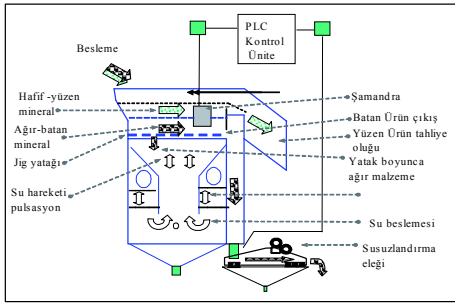 PLC
Kontrol
Ünite
Besleme
Hafif -yüzen
mineral
Ağır-batan
mineral
Jig yatağı
Su hareketi
pulsasyon
Şamandra
Batan Ürün çıkış
Yüzen Ürün tahliye
oluğu
Yatak boyunca
ağır malzeme
Su beslemesi
Susuzlandırma
eleği